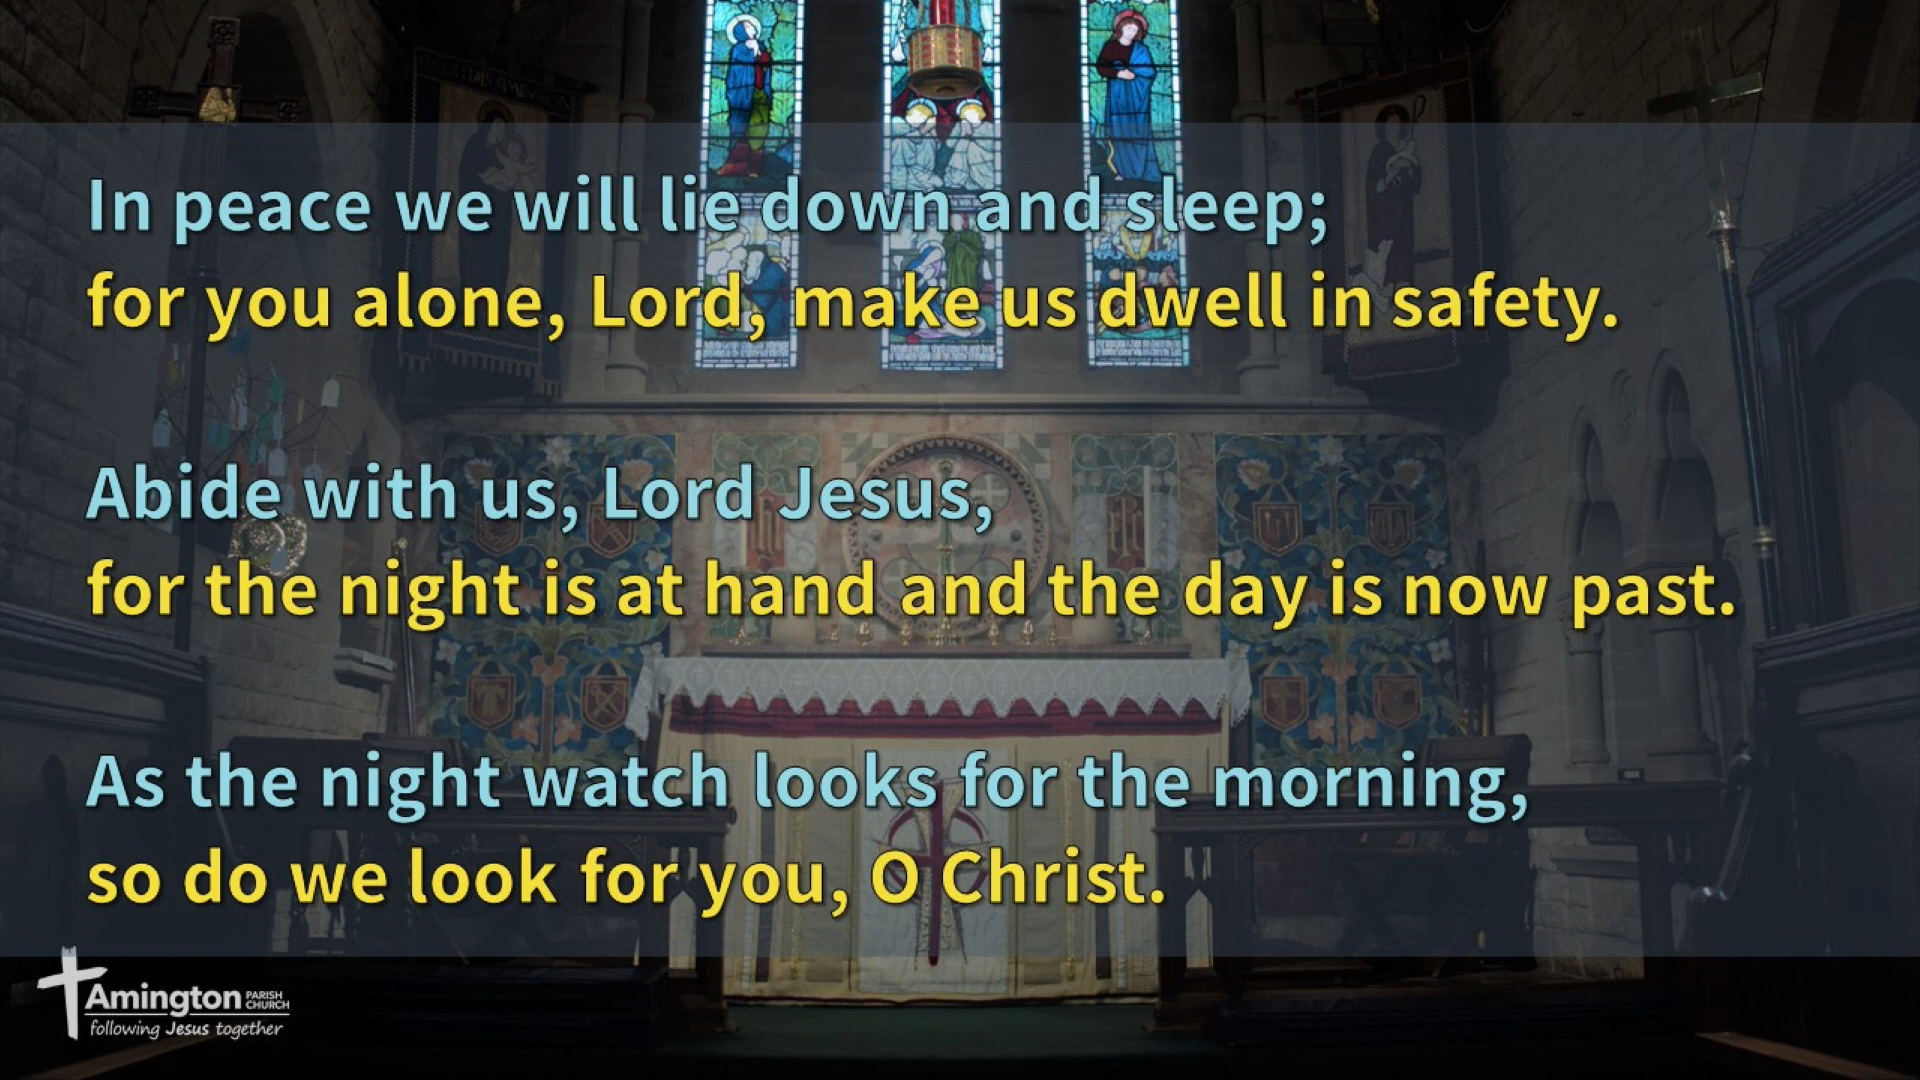 In peace we will lie down and sleep;
for you alone, Lord, make us dwell in safety.
Abide with us, Lord Jesus,
for the night is at hand and the day is now past.
As the night watch looks for the morning,
so do we look for you, O Christ.
Amington PARISH CHURCH
following Jesus together